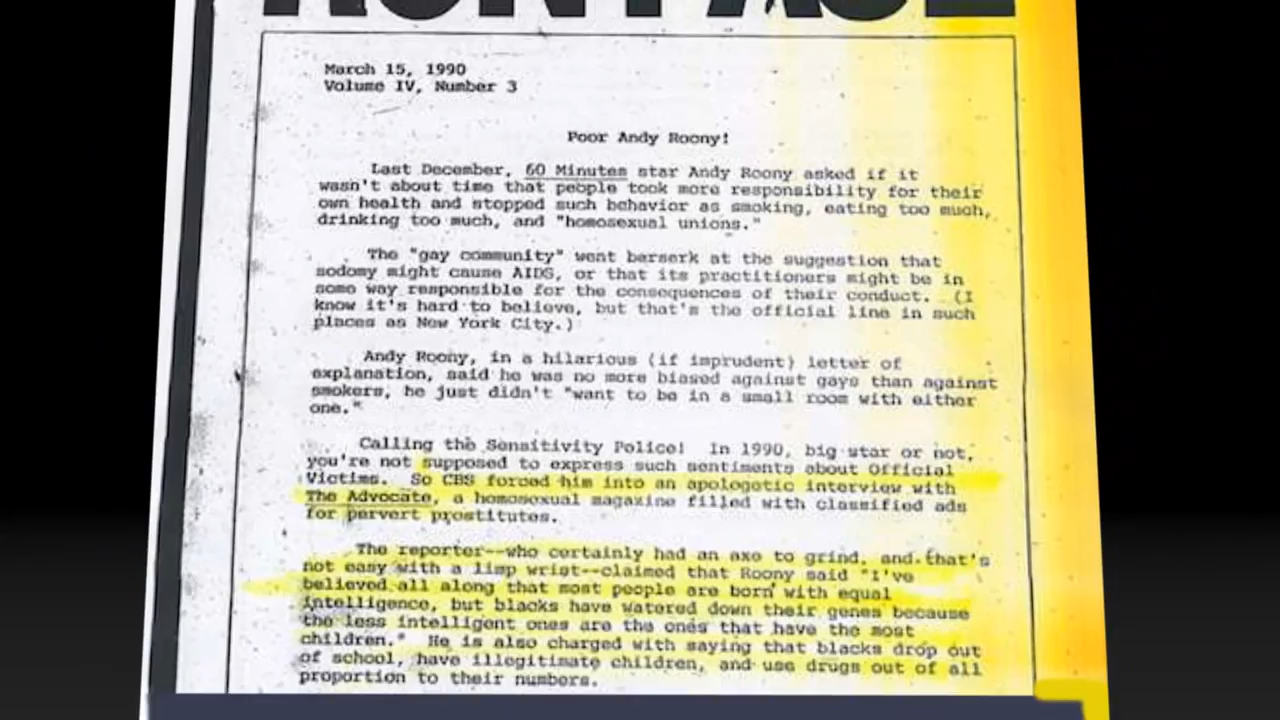 March 15, 1990
Volume IV, Number 3
Poor Andy Roony!
Last December, 60 Minutes star Andy Roony asked if it
wasn't about time that people took more responsibility for their
own health and stopped such behavior as smoking, eating too much,
drinking too much, and "homosexual unions."
The "gay community" went berserk at the suggestion that
sodomy might cause AIDS, or that its practitioners might be in
some way responsible for the consequences of their conduct. (I
know it's hard to believe, but that's the official line in such
places as New York City.)
Andy Roony, in a hilarious (if imprudent) letter of
explanation, said he was no more biased against gays than against
smokers, he just didn't "want to be in a small room with either
one."
Calling the Sensitivity Police! In 1990, big star or not,
you're not supposed to express such sentiments about Official
Victims. So CBS forced him into an apologetic interview with
The Advocate, a homosexual magazine filled with classified ads
for pervert prostitutes.
The reporter--who certainly had an axe to grind, and that's
not easy with a limp wrist--claimed that Roony said "I've
believed all along that most people are born with equal
intelligence, but blacks have watered down their genes because
the less intelligent ones are the ones that have the most
children." He is also charged with saying that blacks drop out
of school, have illegitimate children, and use drugs out of all
proportion to their numbers.